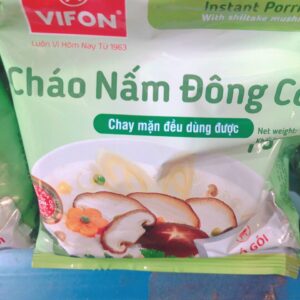 VIFON
Luôn Vì Hôm Nay Từ 1963
Instant Porr
With shiitake mush
Cháo Nấm Đông C
Chay mặn đều dùng được
Net weight:
GÓI